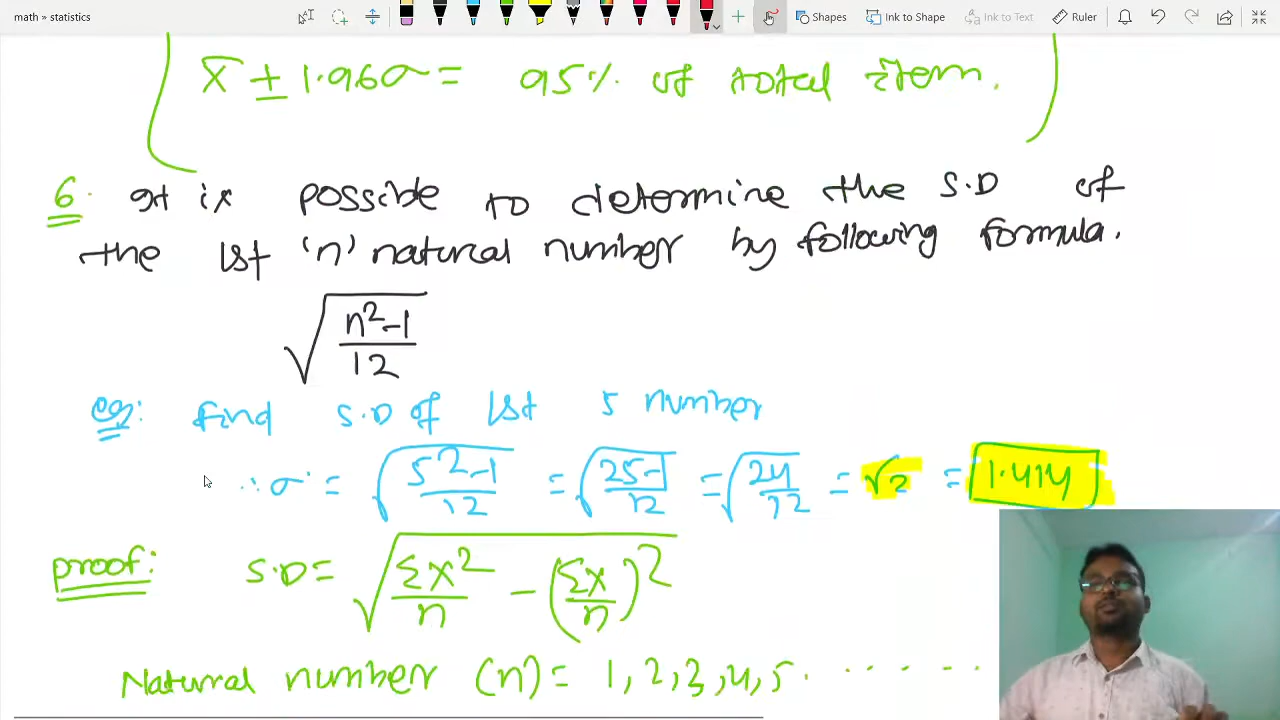 math » statistics
Shapes
Ink to Shape
Ink to Text
Ruler
X̄ ± 1.96σ = 95% of total item.
6. It is possible to determine the S.D of
the 1st 'n' natural number by following formula.
√((n²-1)/12)
eg: find S.D of 1st 5 number
∴ σ = √((5²-1)/12) = √((25-1)/12) = √(24/12) = √2 = 1.414
proof: S.D = √(Σx²/n - (Σx/n)²)
Natural number (n) = 1, 2, 3, 4, 5. . . . . . .